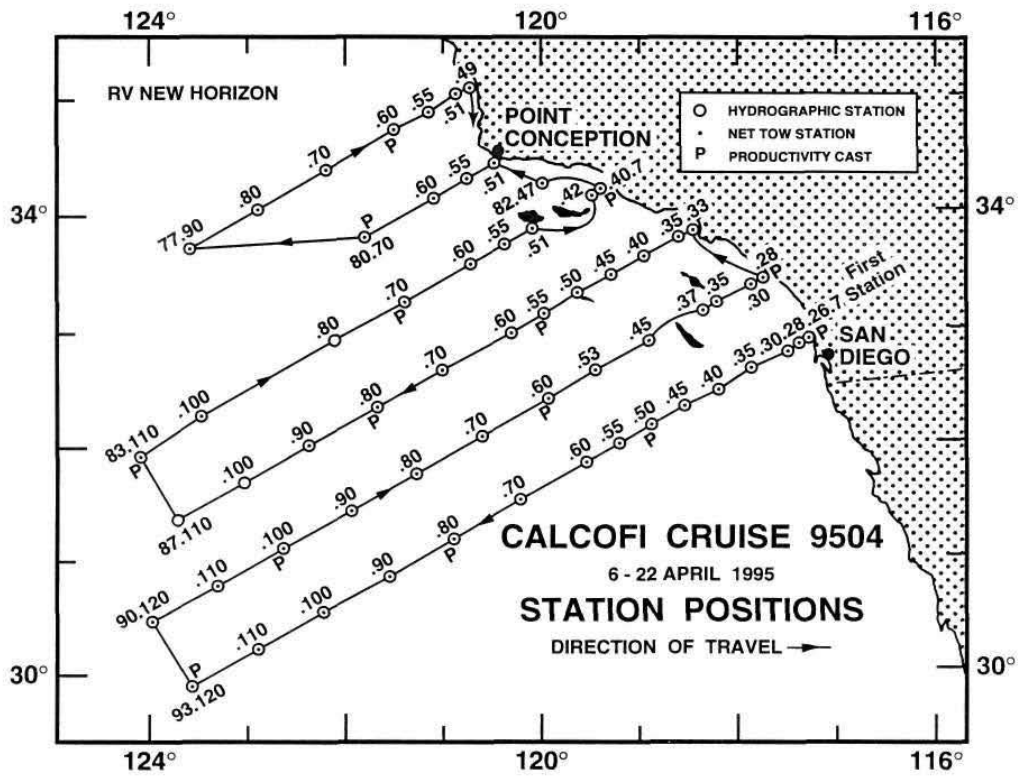 124°
120°
116°
RV NEW HORIZON
HYDROGRAPHIC STATION
NET TOW STATION
P PRODUCTIVITY CAST
POINT
CONCEPTION
34°
34°
77.90
.80
.70
.60
P
.55
.51
.49
P
80.70
.60
.55
.51
82.47
.42
40.7
P
83.110
P
.100
.80
.70
P
.60
.55
.51
87.110
.100
.90
.80
P
.70
.60
.55
P
.50
.45
.40
.35
.33
90.120
.110
.100
P
.90
.80
.70
.60
P
.53
.45
.37
.35
.30
.28
P
First
Station
P
93.120
.110
.100
.90
.80
P
.70
.60
.55
.50
P
.45
.40
.35
.30
.28
26.7
P
SAN
DIEGO
CALCOFI CRUISE 9504
6 - 22 APRIL 1995
STATION POSITIONS
DIRECTION OF TRAVEL
30°
30°
124°
120°
116°